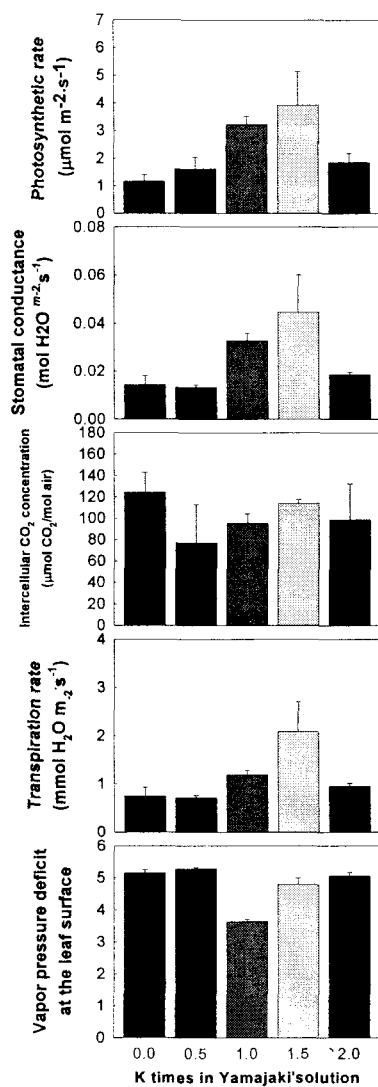 Photosynthetic rate
(μmol m⁻²·s⁻¹)
7
6
5
4
3
2
1
0
Stomatal conductance
(mol H2O m⁻²·s⁻¹)
0.08
0.06
0.04
0.02
0.00
Intercellular CO₂ concentration
(μmol CO₂/mol air)
180
160
140
120
100
80
60
40
20
0
Transpiration rate
(mmol H₂O m₋₂·s⁻¹)
4
3
2
1
0
Vapor pressure deficit
at the leaf surface
6
5
4
3
2
1
0
0.0 0.5 1.0 1.5 `2.0
K times in Yamajaki'solution